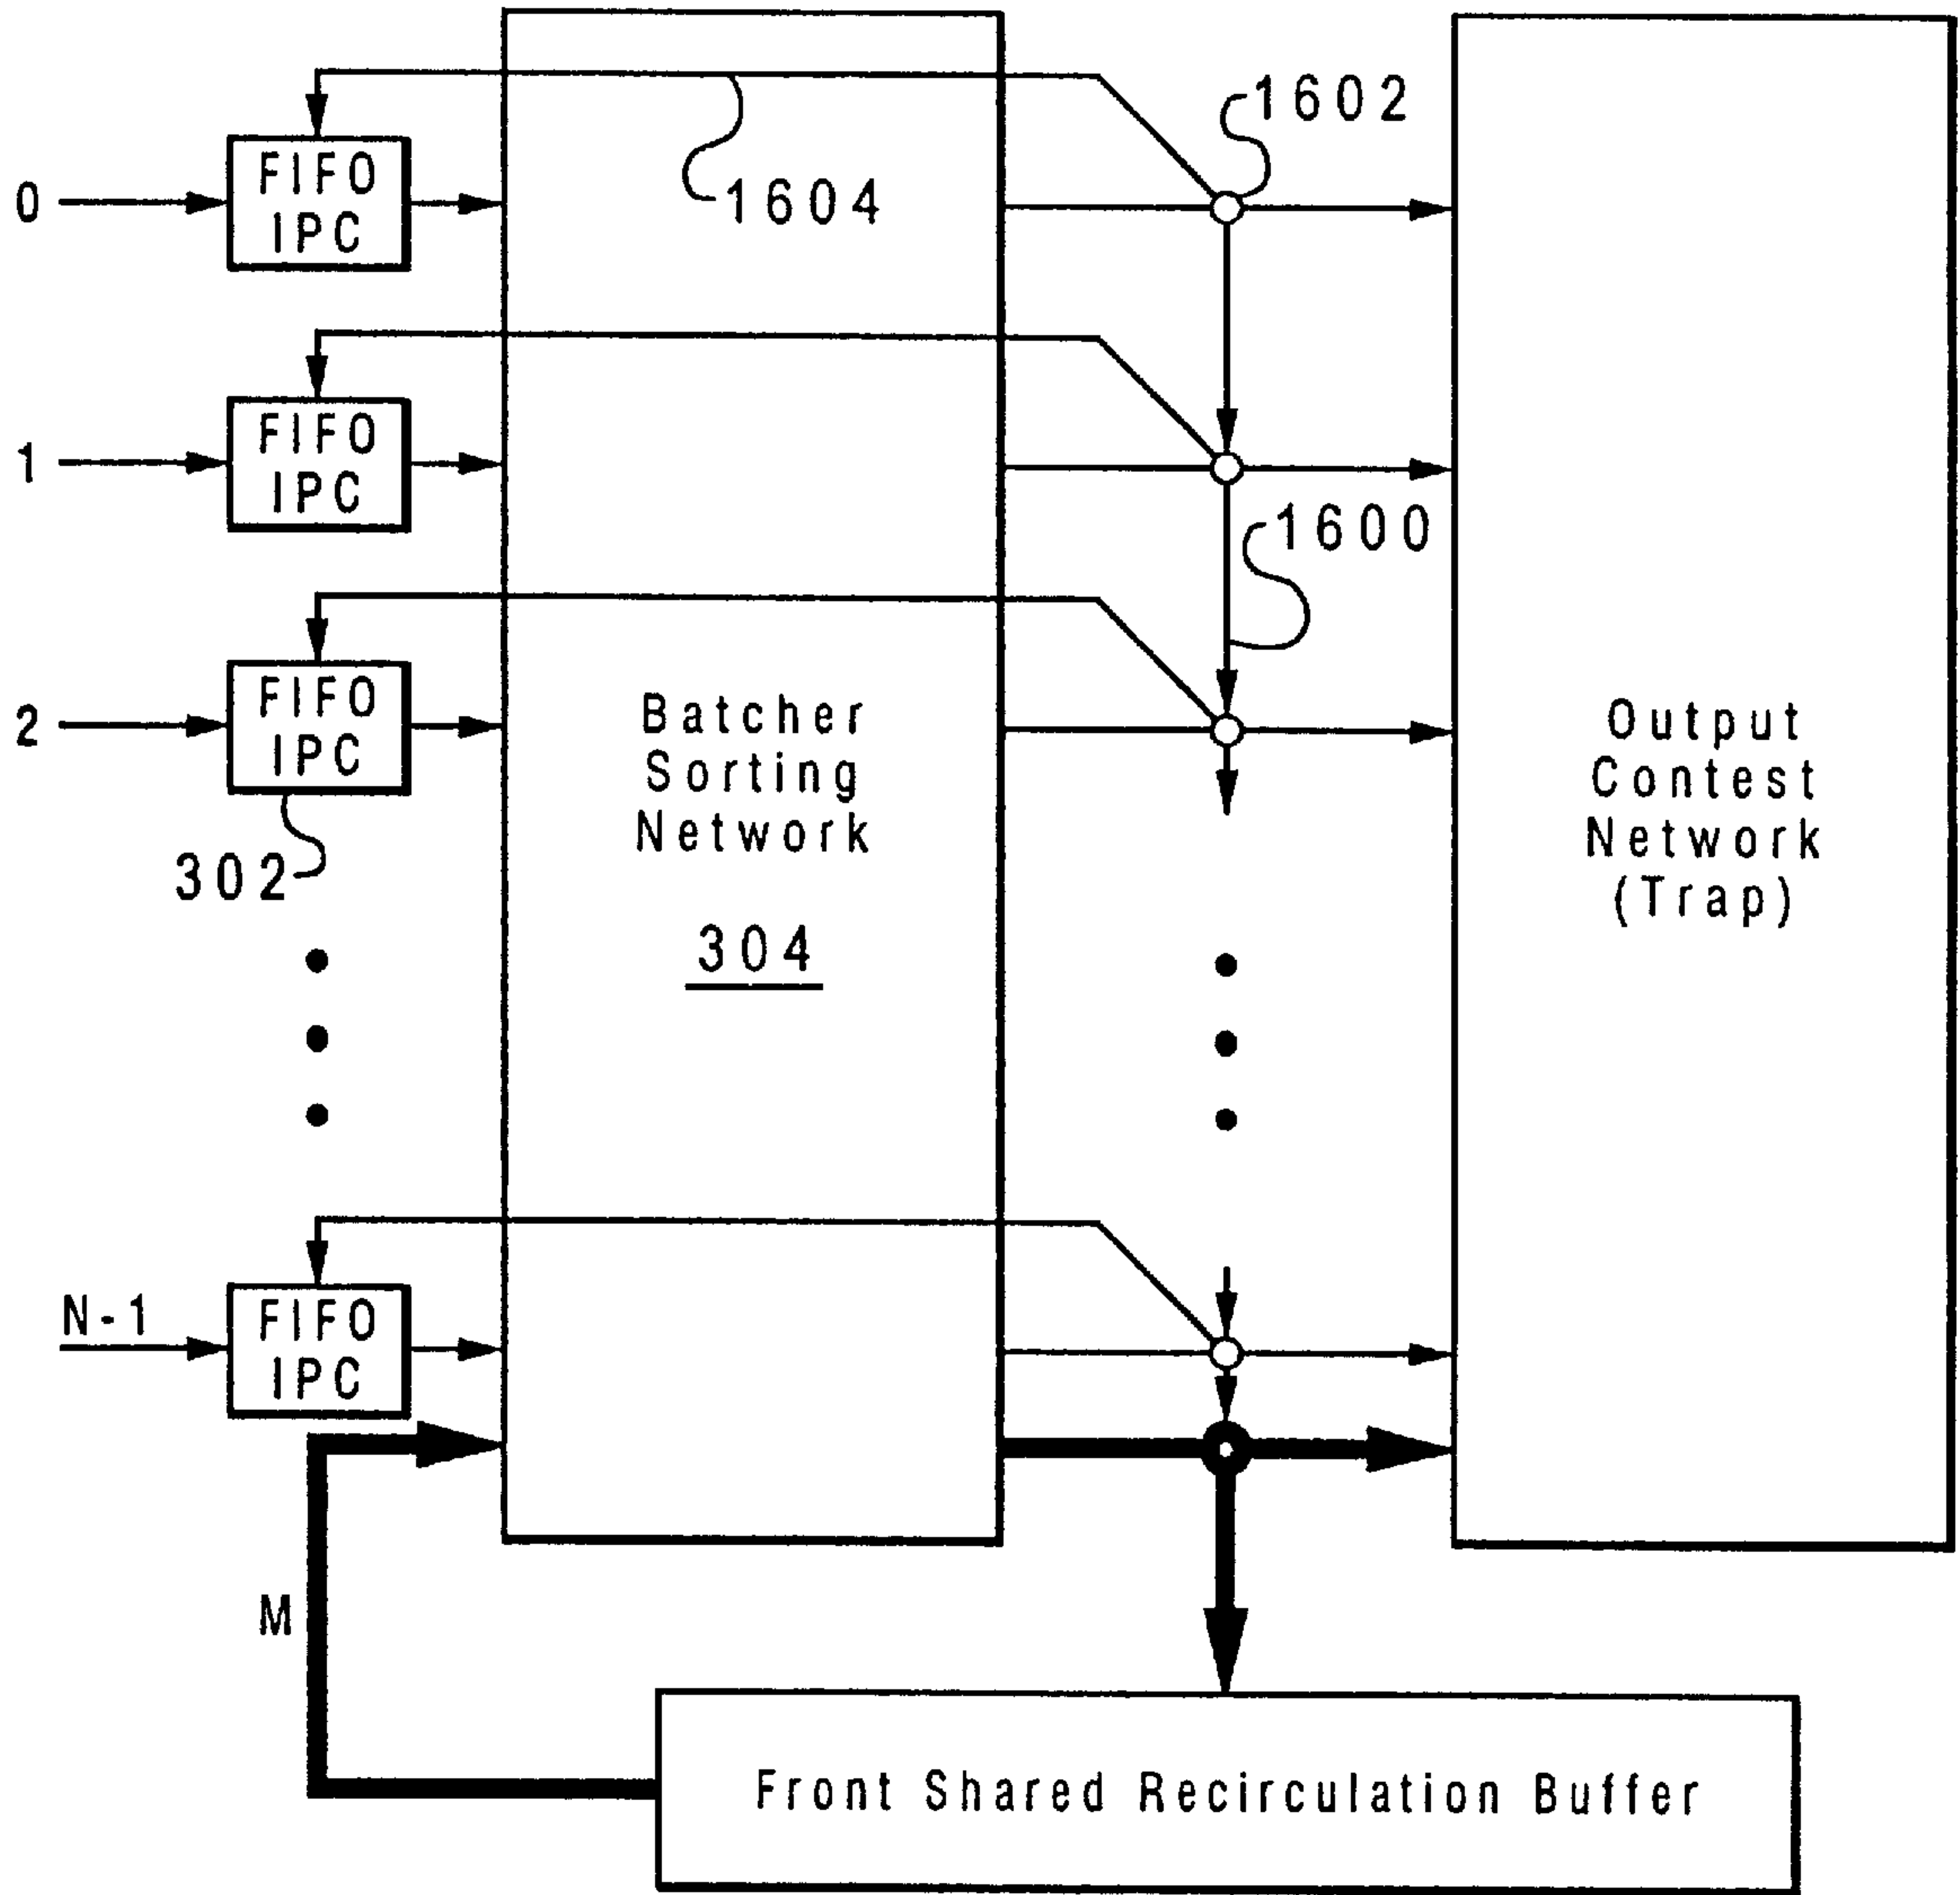 1602
0
FIFO
IPC
1604
1
FIFO
IPC
1600
2
FIFO
IPC
302
Batcher
Sorting
Network
304
Output
Contest
Network
(Trap)
N-1
FIFO
IPC
M
Front Shared Recirculation Buffer